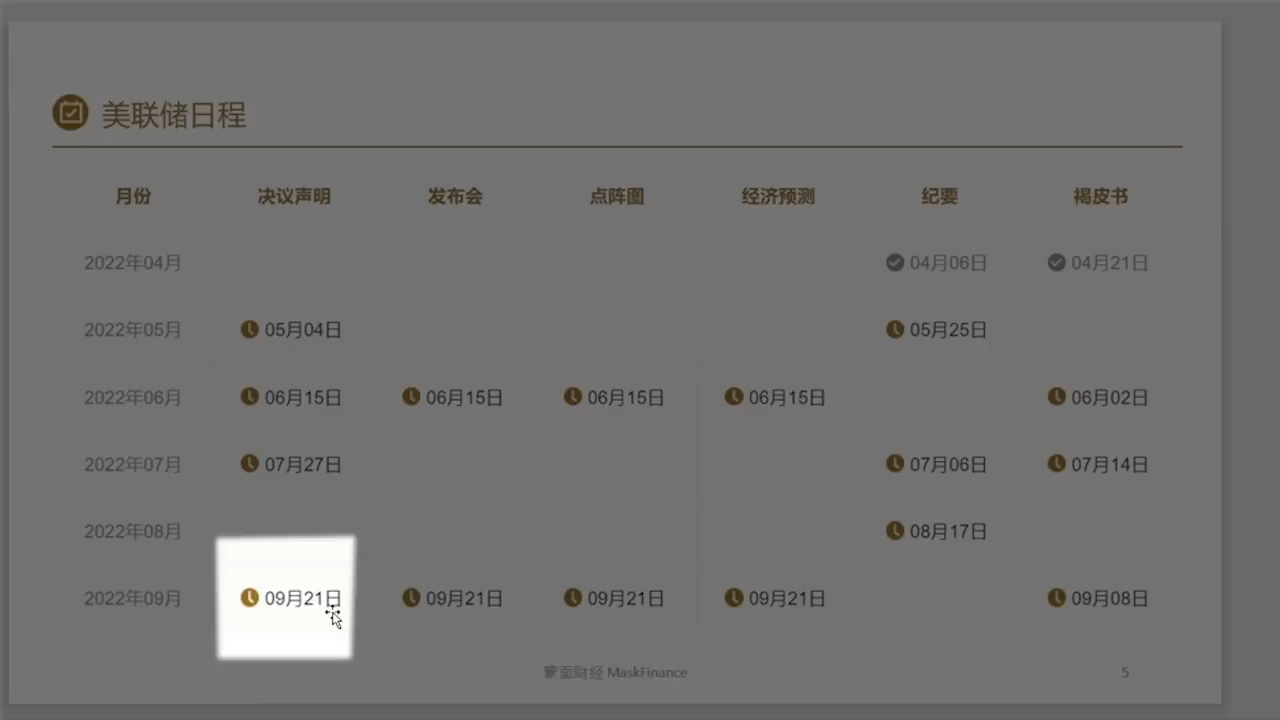 美联储日程
月份 决议声明 发布会 点阵图 经济预测 纪要 褐皮书
2022年04月 04月06日 04月21日
2022年05月 05月04日 05月25日
2022年06月 06月15日 06月15日 06月15日 06月15日 06月02日
2022年07月 07月27日 07月06日 07月14日
2022年08月 08月17日
2022年09月 09月21日 09月21日 09月21日 09月21日 09月08日
蒙面财经 MaskFinance 5